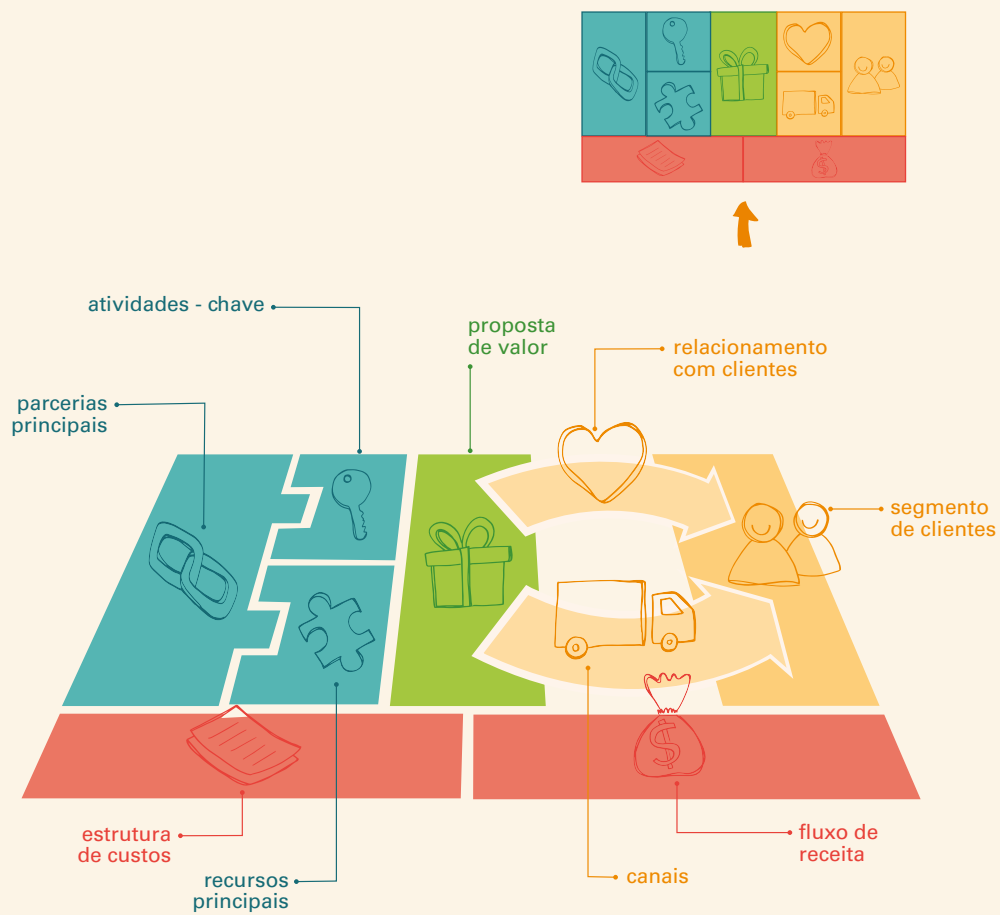 atividades - chave
proposta
de valor
relacionamento
com clientes
parcerias
principais
segmento
de clientes
$
$
estrutura
de custos
fluxo de
receita
recursos
principais
canais